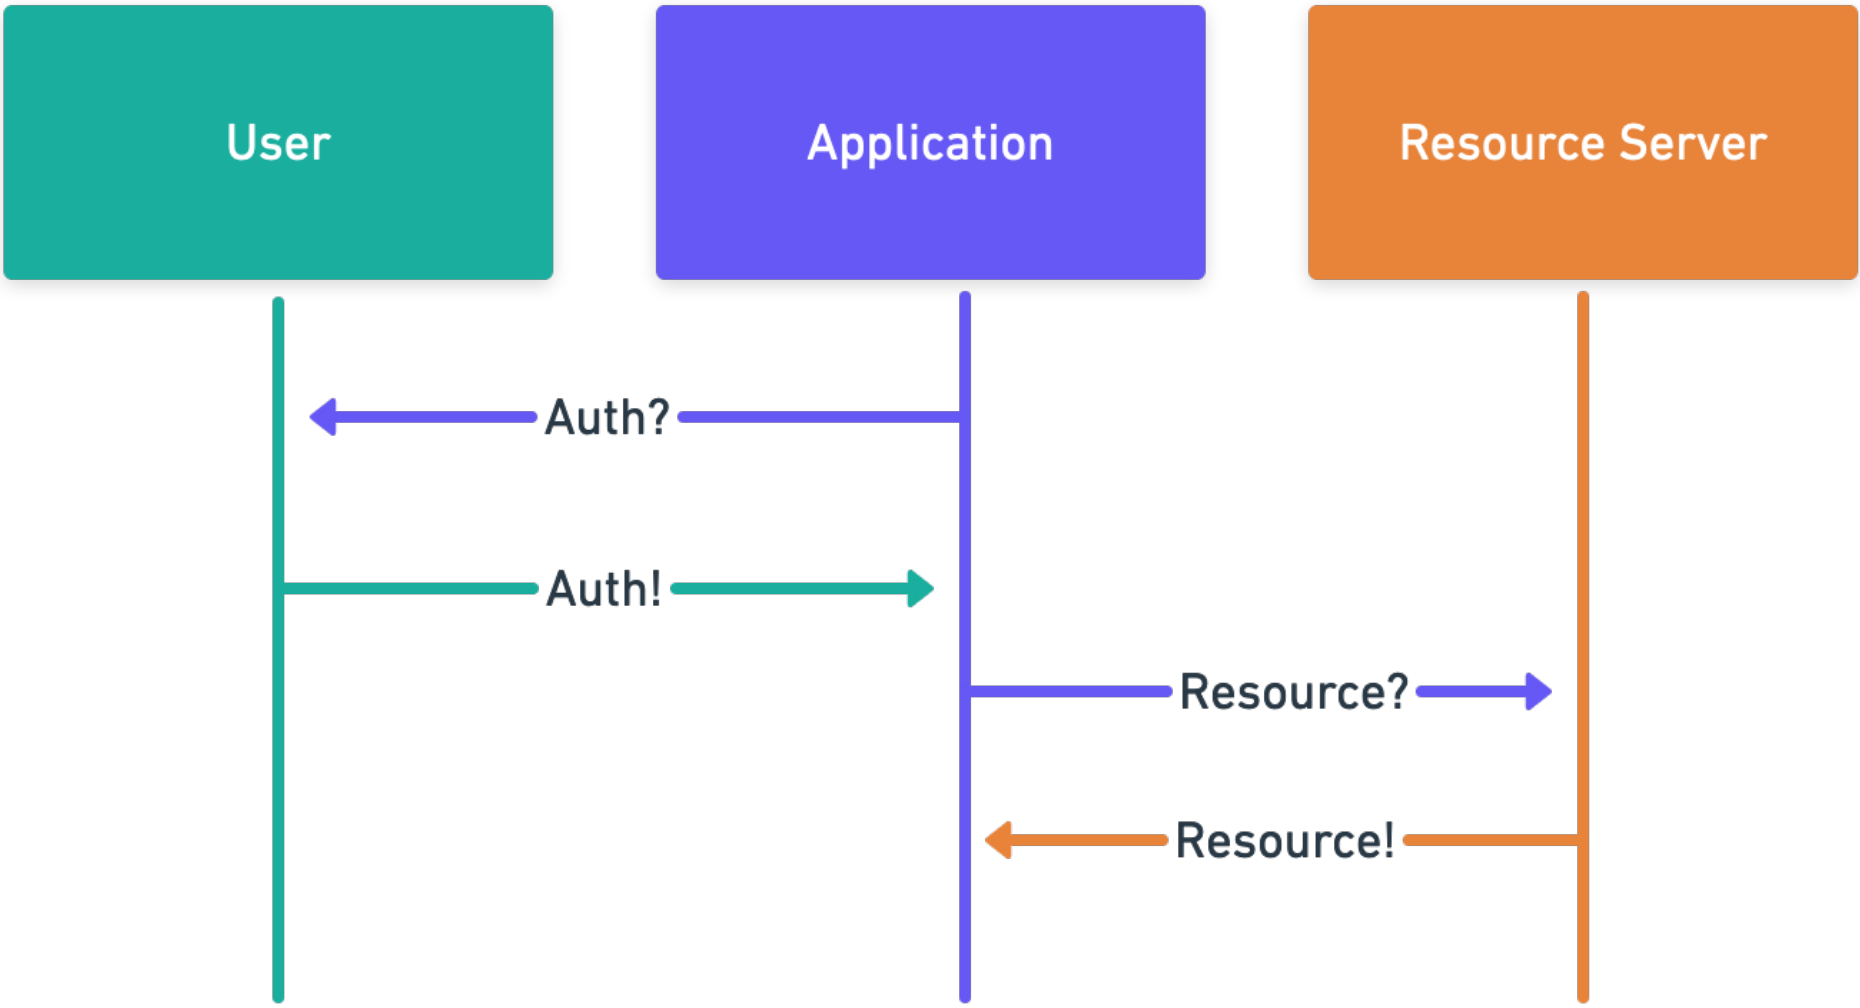 User
Application
Resource Server
Auth?
Auth!
Resource?
Resource!